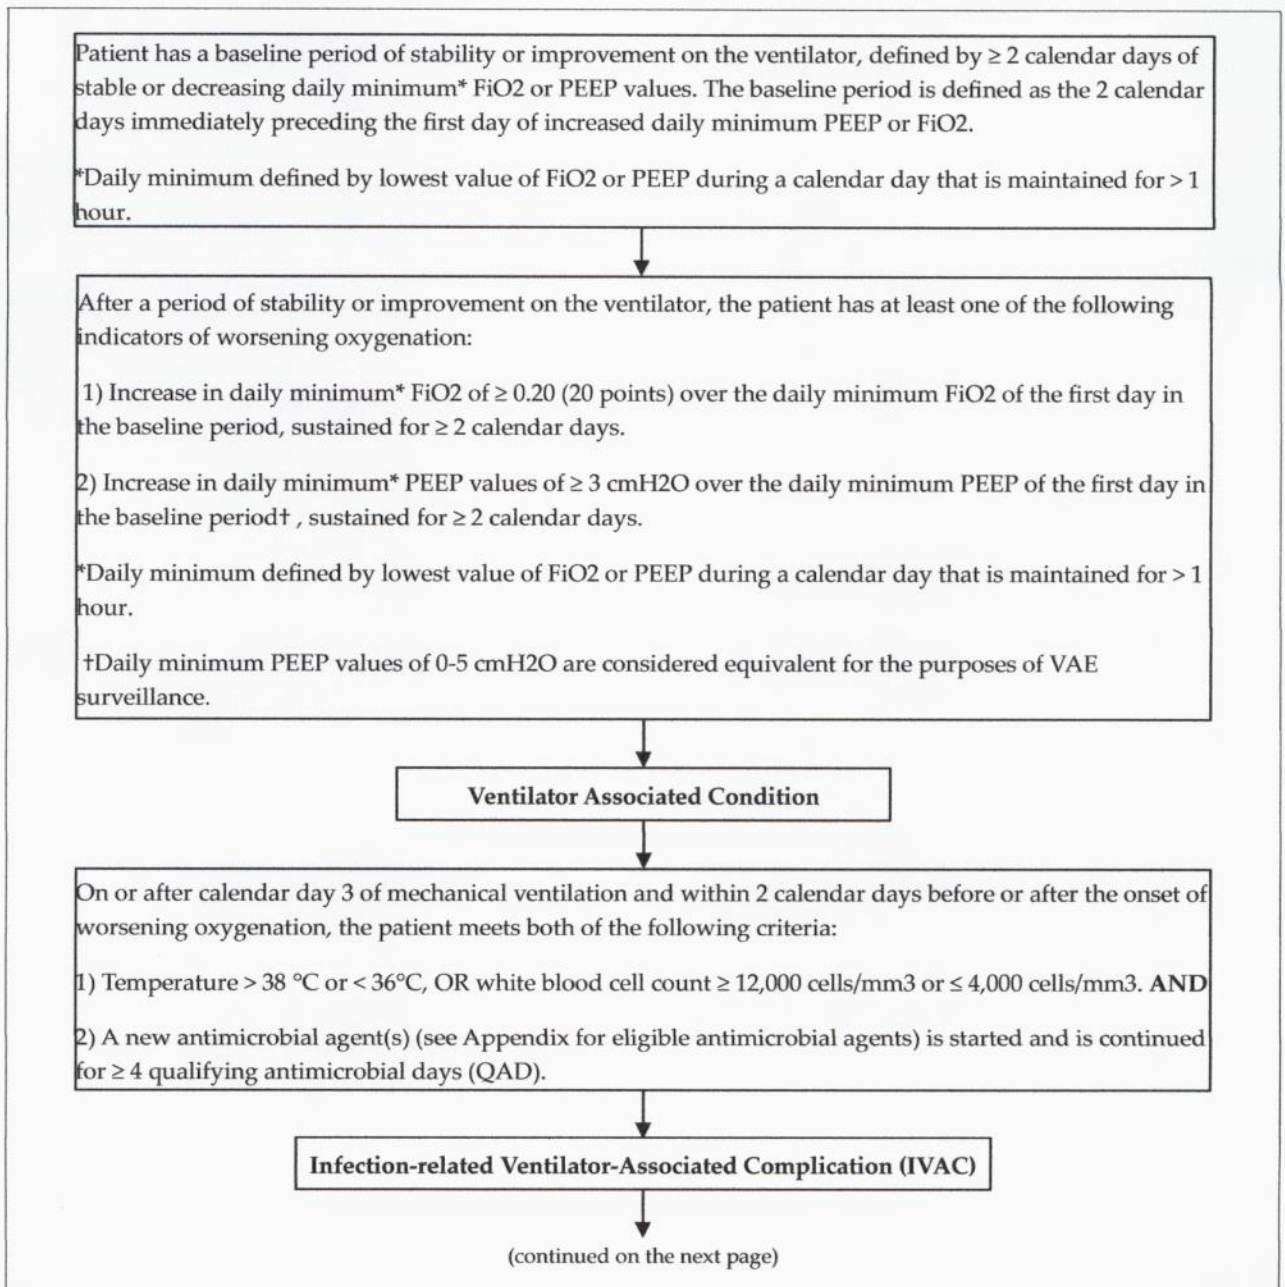 Patient has a baseline period of stability or improvement on the ventilator, defined by ≥ 2 calendar days of
stable or decreasing daily minimum* FiO2 or PEEP values. The baseline period is defined as the 2 calendar
days immediately preceding the first day of increased daily minimum PEEP or FiO2.
*Daily minimum defined by lowest value of FiO2 or PEEP during a calendar day that is maintained for > 1
hour.
After a period of stability or improvement on the ventilator, the patient has at least one of the following
indicators of worsening oxygenation:
1) Increase in daily minimum* FiO2 of ≥ 0.20 (20 points) over the daily minimum FiO2 of the first day in
the baseline period, sustained for ≥ 2 calendar days.
2) Increase in daily minimum* PEEP values of ≥ 3 cmH2O over the daily minimum PEEP of the first day in
the baseline period† , sustained for ≥ 2 calendar days.
*Daily minimum defined by lowest value of FiO2 or PEEP during a calendar day that is maintained for > 1
hour.
†Daily minimum PEEP values of 0-5 cmH2O are considered equivalent for the purposes of VAE
surveillance.
Ventilator Associated Condition
On or after calendar day 3 of mechanical ventilation and within 2 calendar days before or after the onset of
worsening oxygenation, the patient meets both of the following criteria:
1) Temperature > 38 °C or < 36°C, OR white blood cell count ≥ 12,000 cells/mm3 or ≤ 4,000 cells/mm3. AND
2) A new antimicrobial agent(s) (see Appendix for eligible antimicrobial agents) is started and is continued
for ≥ 4 qualifying antimicrobial days (QAD).
Infection-related Ventilator-Associated Complication (IVAC)
(continued on the next page)